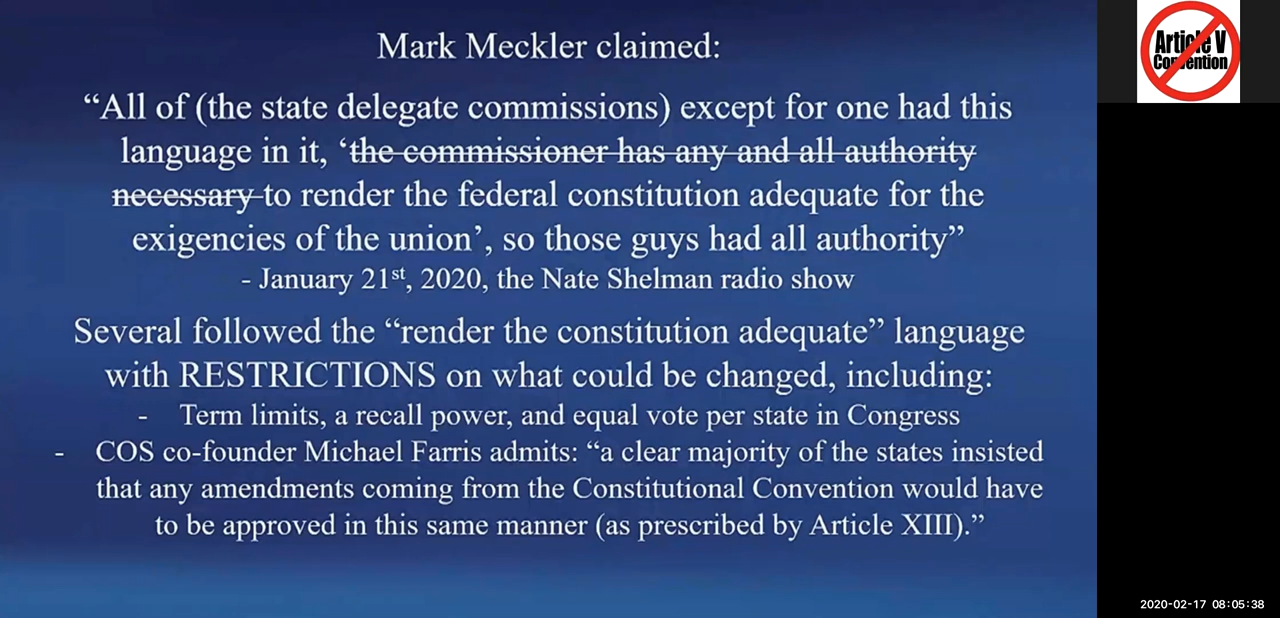 Mark Meckler claimed:
“All of (the state delegate commissions) except for one had this
language in it, ‘the commissioner has any and all authority
necessary to render the federal constitution adequate for the
exigencies of the union’, so those guys had all authority”
- January 21st, 2020, the Nate Shelman radio show
Several followed the “render the constitution adequate” language
with RESTRICTIONS on what could be changed, including:
- Term limits, a recall power, and equal vote per state in Congress
- COS co-founder Michael Farris admits: “a clear majority of the states insisted
that any amendments coming from the Constitutional Convention would have
to be approved in this same manner (as prescribed by Article XIII).”
Article V
Convention
2020-02-17 08:05:38